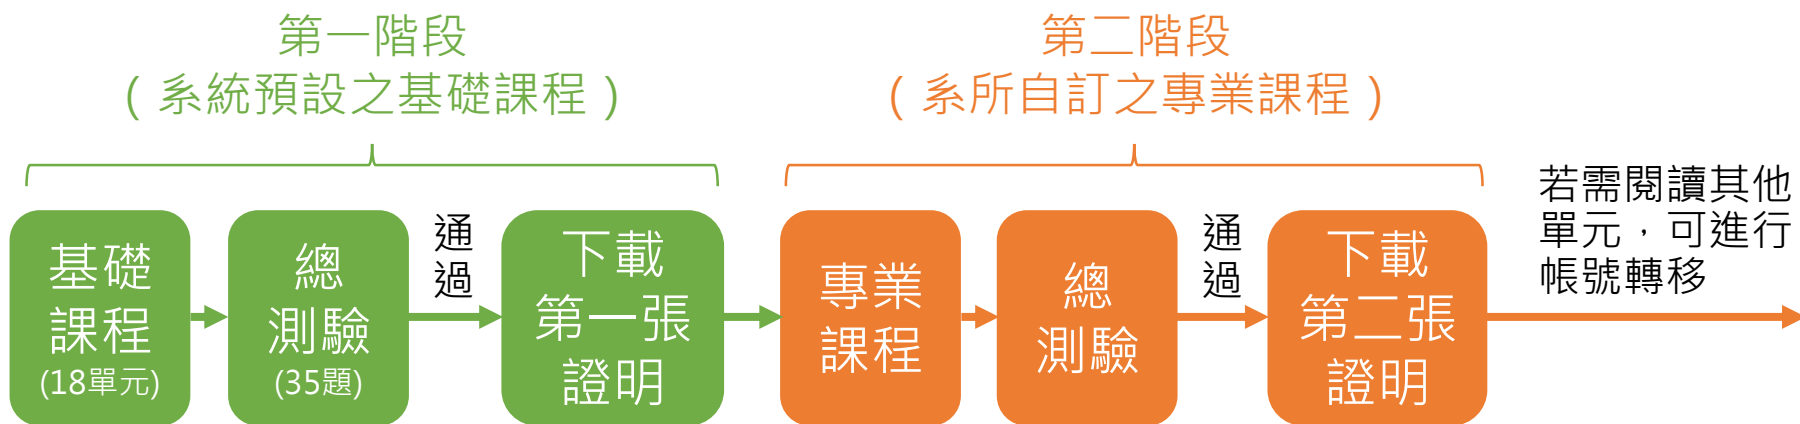 第一階段
(系統預設之基礎課程)
第二階段
(系所自訂之專業課程)
基礎
課程
(18單元)
總
測驗
(35題)
通
過
下載
第一張
證明
專業
課程
總
測驗
通
過
下載
第二張
證明
若需閱讀其他
單元，可進行
帳號轉移